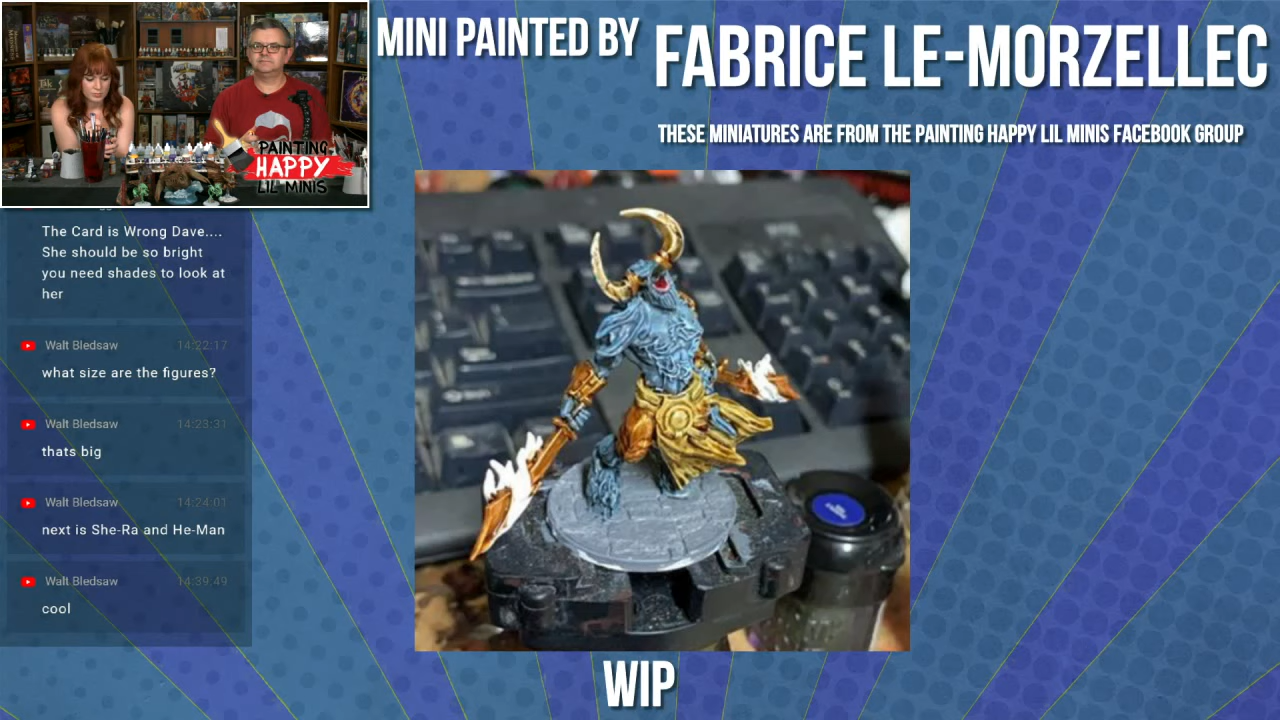 MINI PAINTED BY
FABRICE LE-MORZELLEC
THESE MINIATURES ARE FROM THE PAINTING HAPPY LIL MINIS FACEBOOK GROUP
PAINTING
HAPPY
LIL MINIS
The Card is Wrong Dave....
She should be so bright
you need shades to look at
her
Walt Bledsaw 14:22:17
what size are the figures?
Walt Bledsaw 14:23:31
thats big
Walt Bledsaw 14:24:01
next is She-Ra and He-Man
Walt Bledsaw 14:39:49
cool
WIP